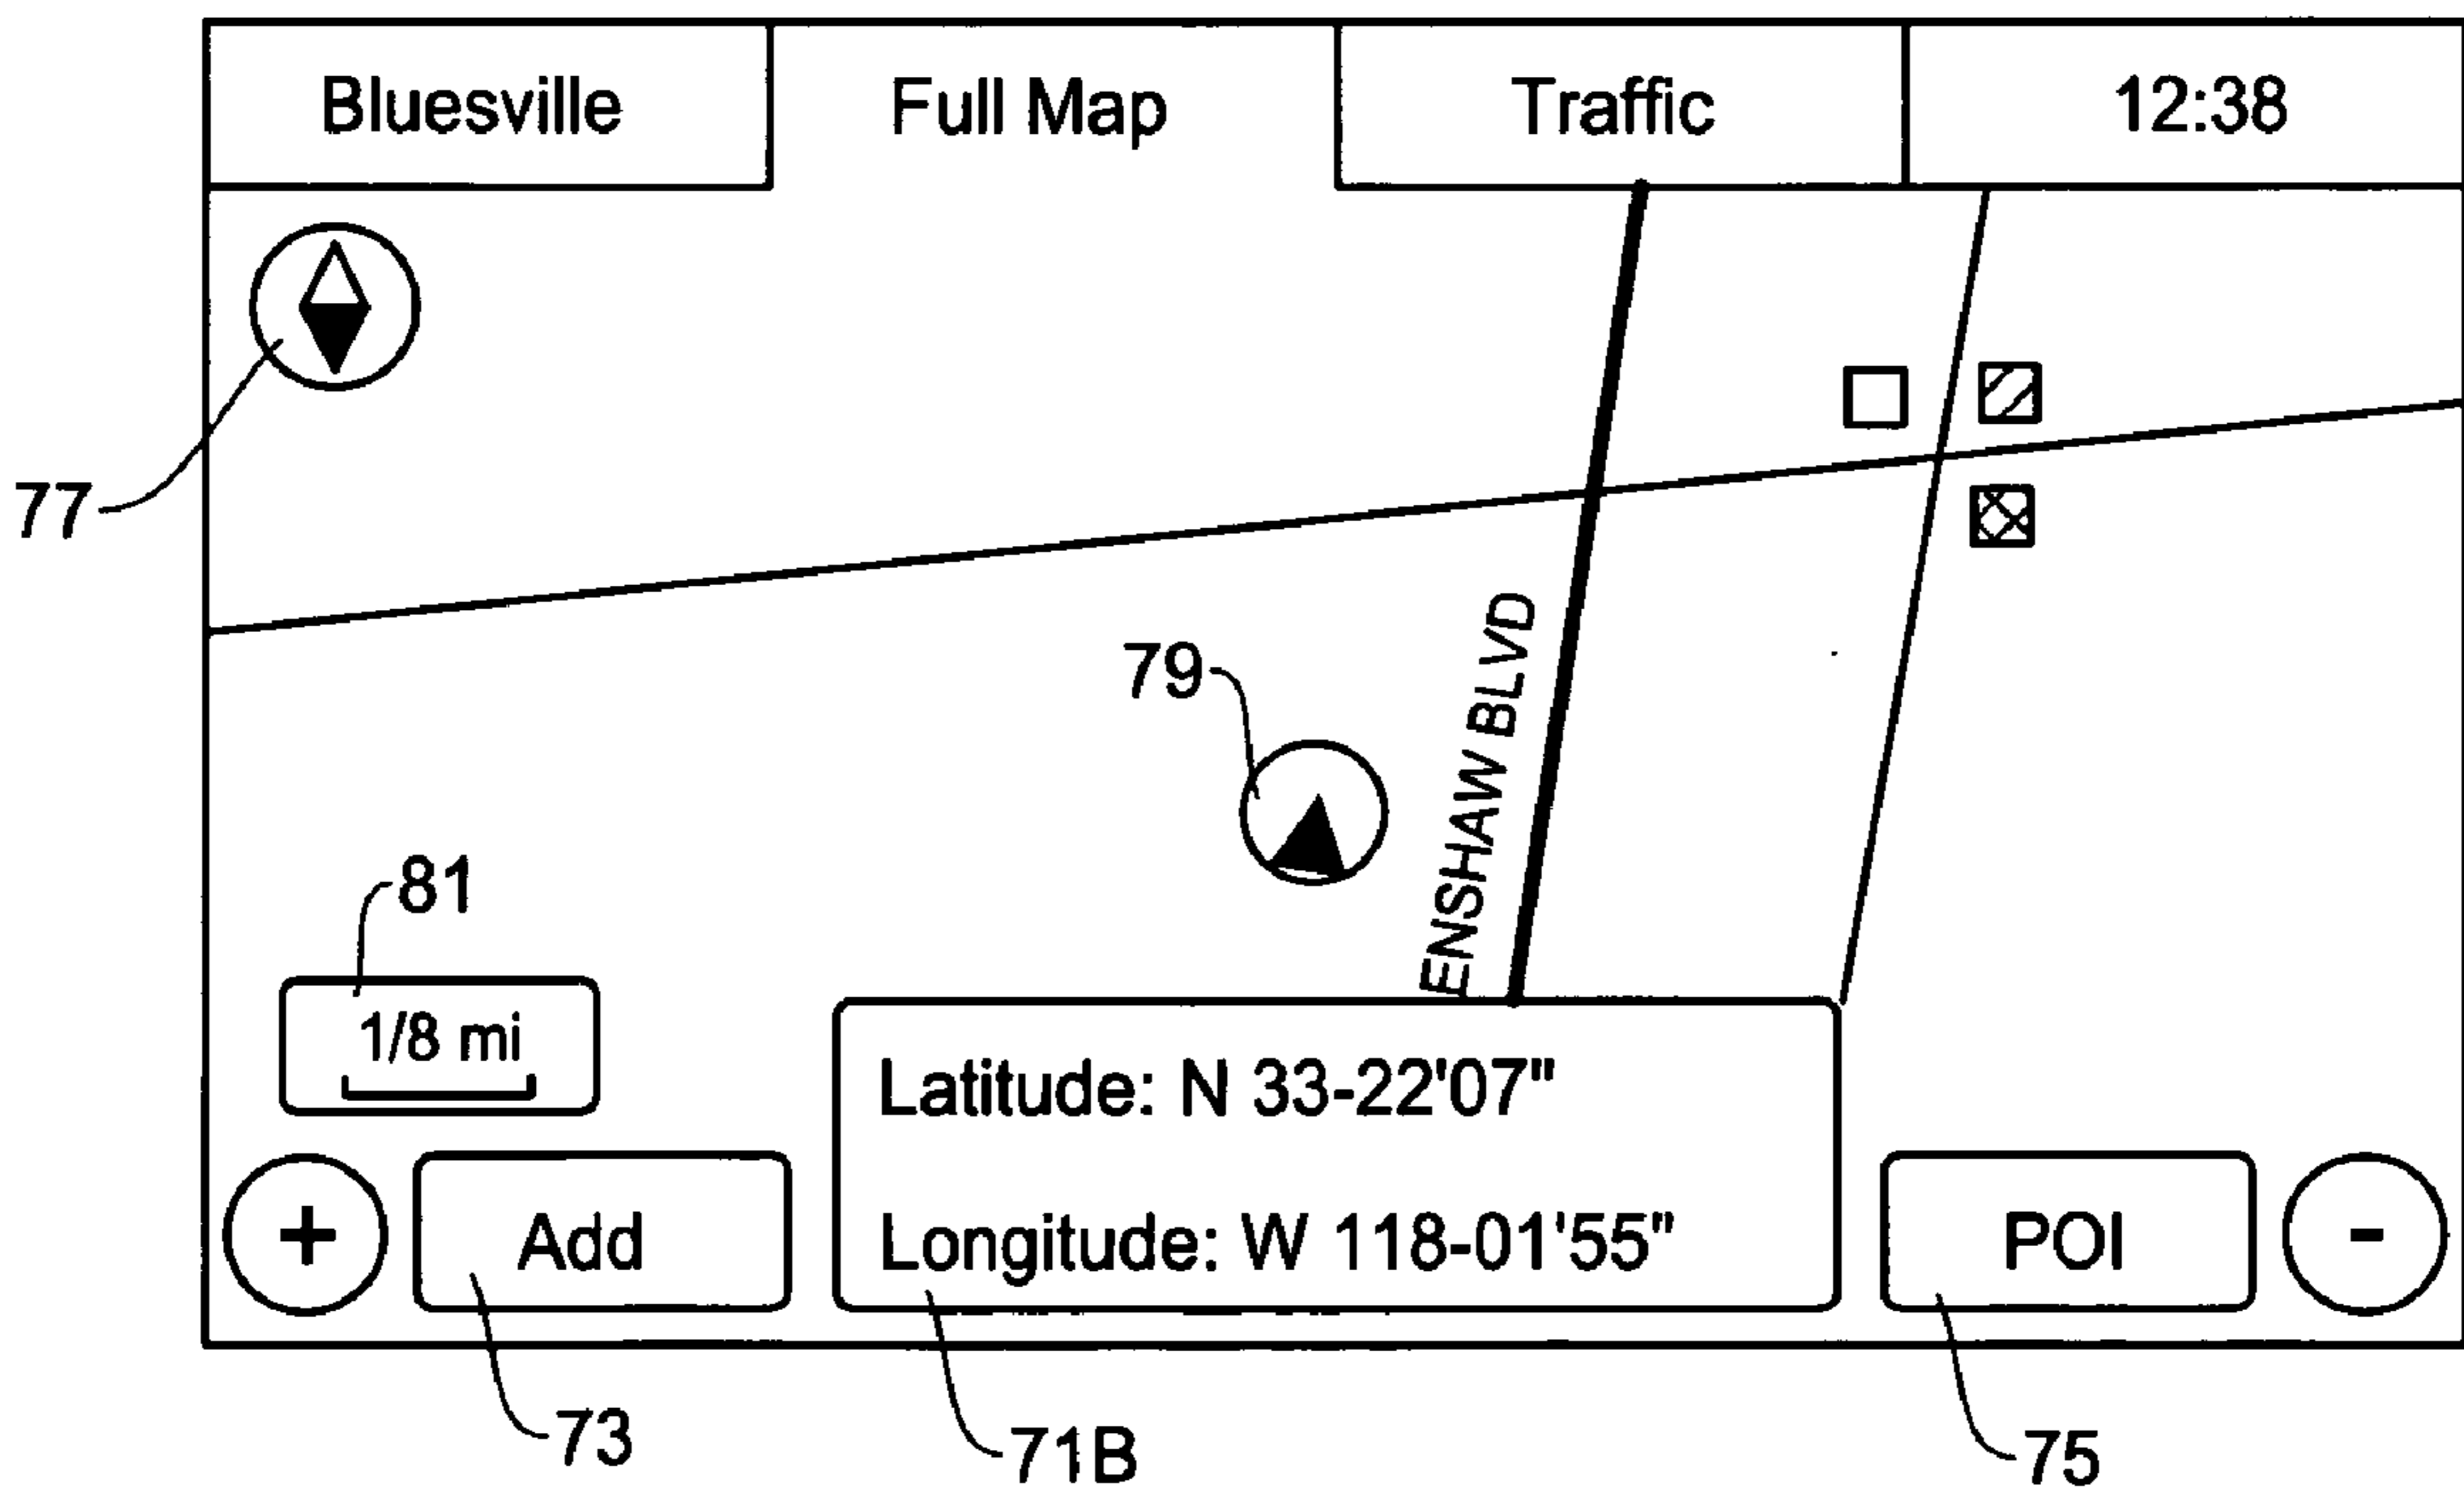 Bluesville
Full Map
Traffic
12:38
77
79
ENSHAW BLVD
81
1/8 mi
Latitude: N 33-22'07"
Longitude: W 118-01'55"
+
Add
POI
-
73
71B
75